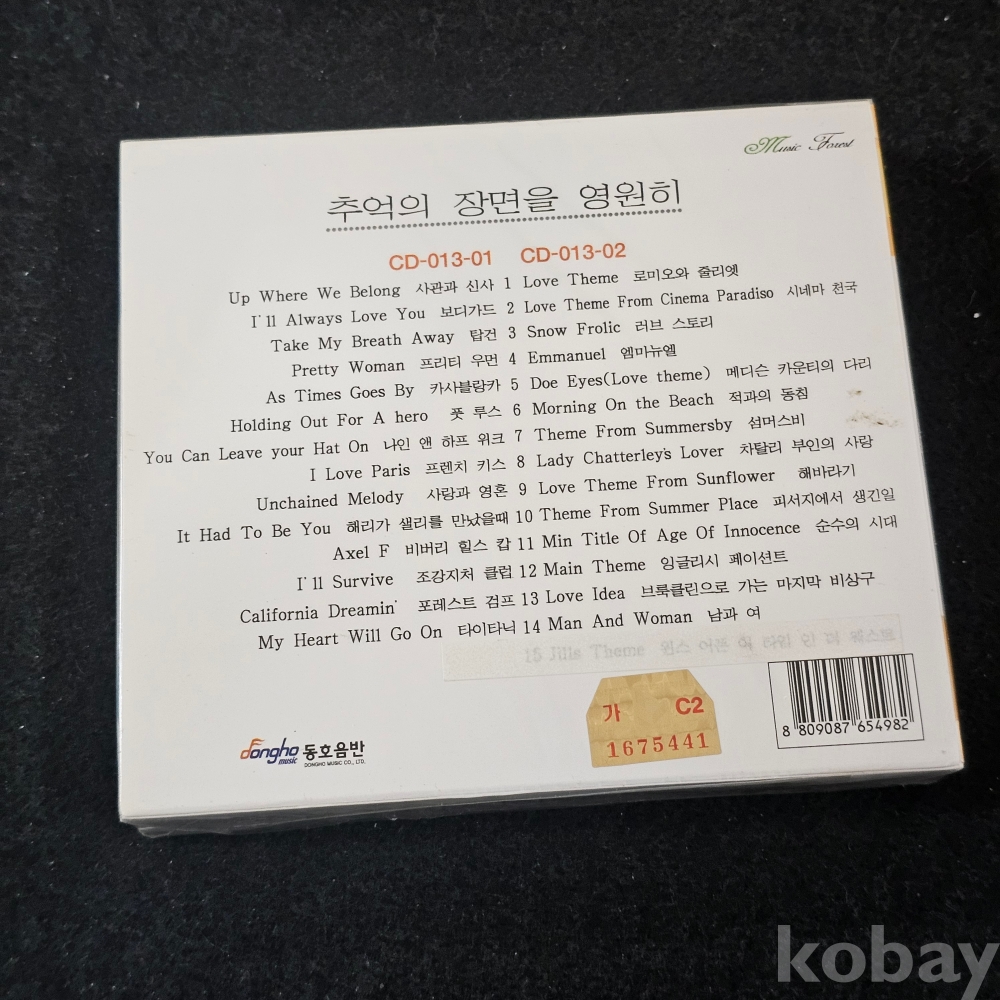 Music Forest
추억의 장면을 영원히
CD-013-01 CD-013-02
Up Where We Belong 사관과 신사 1 Love Theme 로미오와 줄리엣
I'll Always Love You 보디가드 2 Love Theme From Cinema Paradiso 시네마 천국
Take My Breath Away 탑건 3 Snow Frolic 러브 스토리
Pretty Woman 프리티 우먼 4 Emmanuel 엠마뉴엘
As Times Goes By 카사블랑카 5 Doe Eyes(Love theme) 메디슨 카운티의 다리
Holding Out For A hero 풋 루스 6 Morning On the Beach 적과의 동침
You Can Leave your Hat On 나인 앤 하프 위크 7 Theme From Summersby 섬머스비
I Love Paris 프렌치 키스 8 Lady Chatterley's Lover 차탈리 부인의 사랑
Unchained Melody 사랑과 영혼 9 Love Theme From Sunflower 해바라기
It Had To Be You 해리가 샐리를 만났을때 10 Theme From Summer Place 피서지에서 생긴일
Axel F 비버리 힐스 캅 11 Min Title Of Age Of Innocence 순수의 시대
I'll Survive 조강지처 클럽 12 Main Theme 잉글리시 페이션트
California Dreamin' 포레스트 검프 13 Love Idea 브룩클린으로 가는 마지막 비상구
My Heart Will Go On 타이타닉 14 Man And Woman 남과 여
15 Jills Theme 원스 어폰 어 타임 인 더 웨스트
가 C2
1675441
8 809087 654982
dongho music 동호음반
DONGHO MUSIC CO., LTD.
kobay